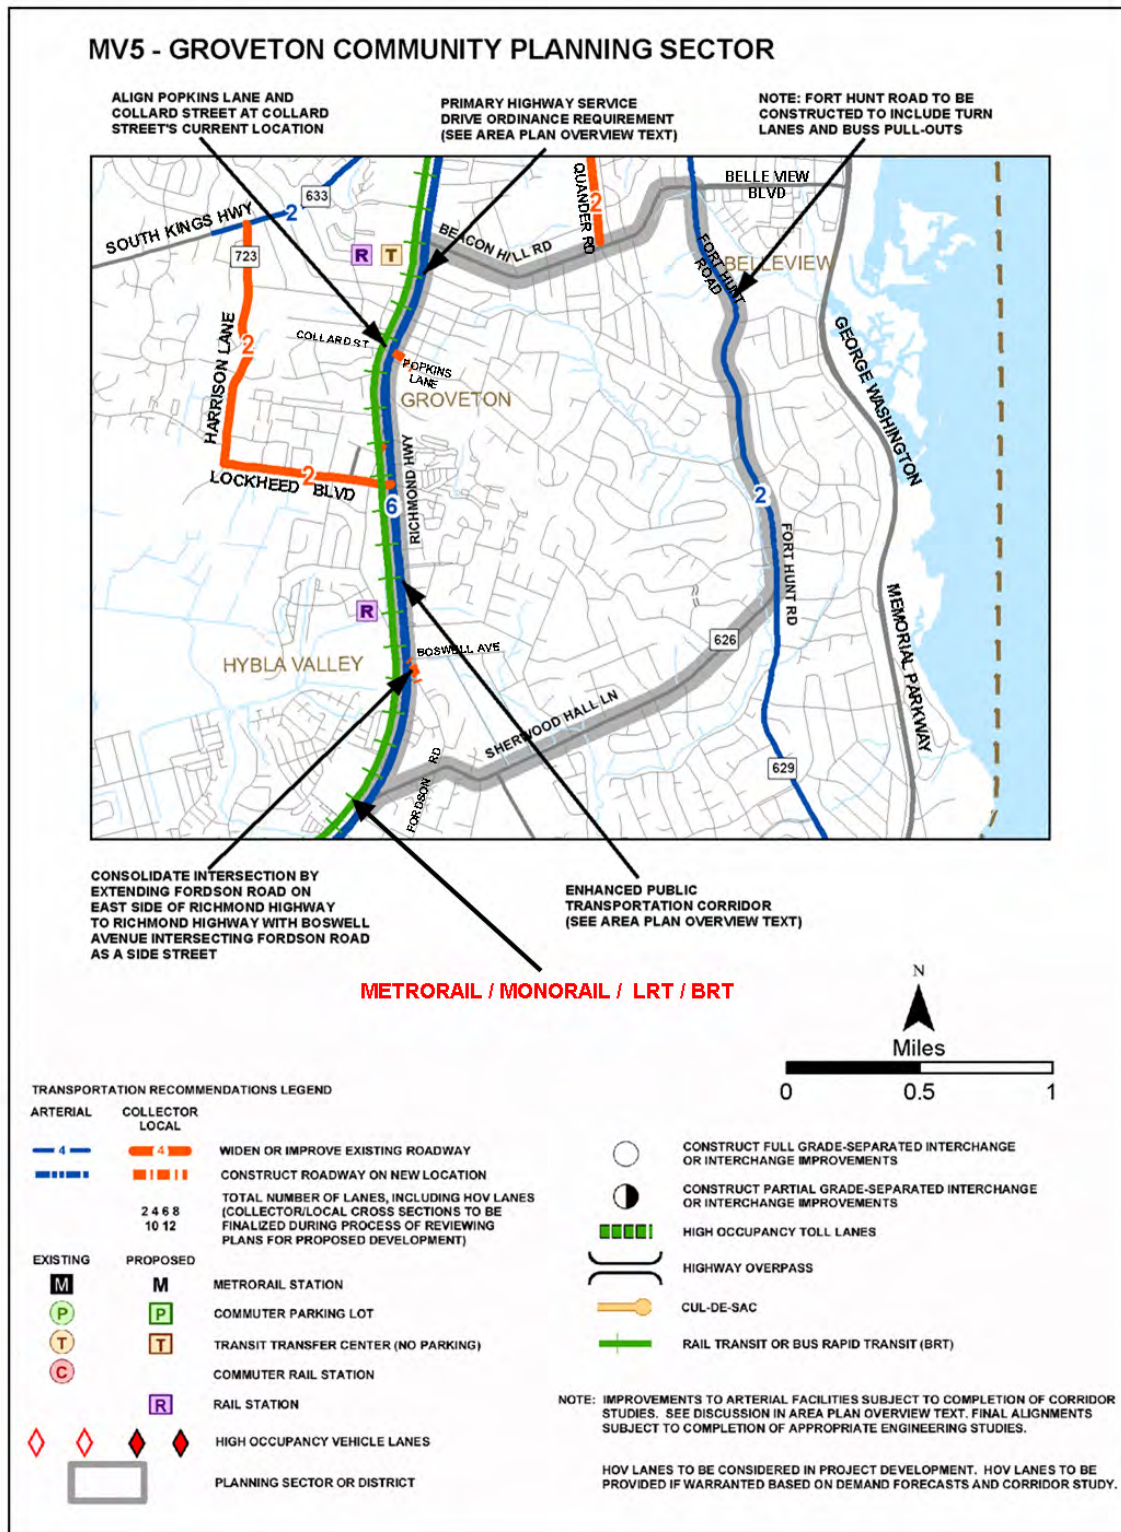 MV5 - GROVETON COMMUNITY PLANNING SECTOR
ALIGN POPKINS LANE AND
COLLARD STREET AT COLLARD
STREET'S CURRENT LOCATION
PRIMARY HIGHWAY SERVICE
DRIVE ORDINANCE REQUIREMENT
(SEE AREA PLAN OVERVIEW TEXT)
NOTE: FORT HUNT ROAD TO BE
CONSTRUCTED TO INCLUDE TURN
LANES AND BUSS PULL-OUTS
633
2
SOUTH KINGS HWY
723
R
T
BEACON HILL RD
QUANDER RD
2
BELLE VIEW
BLVD
FORT HUNT
ROAD
BELLEVIEW
HARRISON LANE
2
COLLARD ST
POPKINS
LANE
GROVETON
GEORGE WASHINGTON
LOCKHEED BLVD
2
6
RICHMOND HWY
2
FORT HUNT RD
MEMORIAL PARKWAY
R
HYBLA VALLEY
BOSWELL AVE
626
SHERWOOD HALL LN
FORDSON RD
629
CONSOLIDATE INTERSECTION BY
EXTENDING FORDSON ROAD ON
EAST SIDE OF RICHMOND HIGHWAY
TO RICHMOND HIGHWAY WITH BOSWELL
AVENUE INTERSECTING FORDSON ROAD
AS A SIDE STREET
ENHANCED PUBLIC
TRANSPORTATION CORRIDOR
(SEE AREA PLAN OVERVIEW TEXT)
METRORAIL / MONORAIL / LRT / BRT
N
Miles
0 0.5 1
TRANSPORTATION RECOMMENDATIONS LEGEND
ARTERIAL COLLECTOR
LOCAL
4 4 WIDEN OR IMPROVE EXISTING ROADWAY
CONSTRUCT ROADWAY ON NEW LOCATION
2 4 6 8
10 12
TOTAL NUMBER OF LANES, INCLUDING HOV LANES
(COLLECTOR/LOCAL CROSS SECTIONS TO BE
FINALIZED DURING PROCESS OF REVIEWING
PLANS FOR PROPOSED DEVELOPMENT)
EXISTING PROPOSED
M M METRORAIL STATION
P P COMMUTER PARKING LOT
T T TRANSIT TRANSFER CENTER (NO PARKING)
C COMMUTER RAIL STATION
R RAIL STATION
HIGH OCCUPANCY VEHICLE LANES
PLANNING SECTOR OR DISTRICT
CONSTRUCT FULL GRADE-SEPARATED INTERCHANGE
OR INTERCHANGE IMPROVEMENTS
CONSTRUCT PARTIAL GRADE-SEPARATED INTERCHANGE
OR INTERCHANGE IMPROVEMENTS
HIGH OCCUPANCY TOLL LANES
HIGHWAY OVERPASS
CUL-DE-SAC
RAIL TRANSIT OR BUS RAPID TRANSIT (BRT)
NOTE: IMPROVEMENTS TO ARTERIAL FACILITIES SUBJECT TO COMPLETION OF CORRIDOR
STUDIES. SEE DISCUSSION IN AREA PLAN OVERVIEW TEXT. FINAL ALIGNMENTS
SUBJECT TO COMPLETION OF APPROPRIATE ENGINEERING STUDIES.
HOV LANES TO BE CONSIDERED IN PROJECT DEVELOPMENT. HOV LANES TO BE
PROVIDED IF WARRANTED BASED ON DEMAND FORECASTS AND CORRIDOR STUDY.